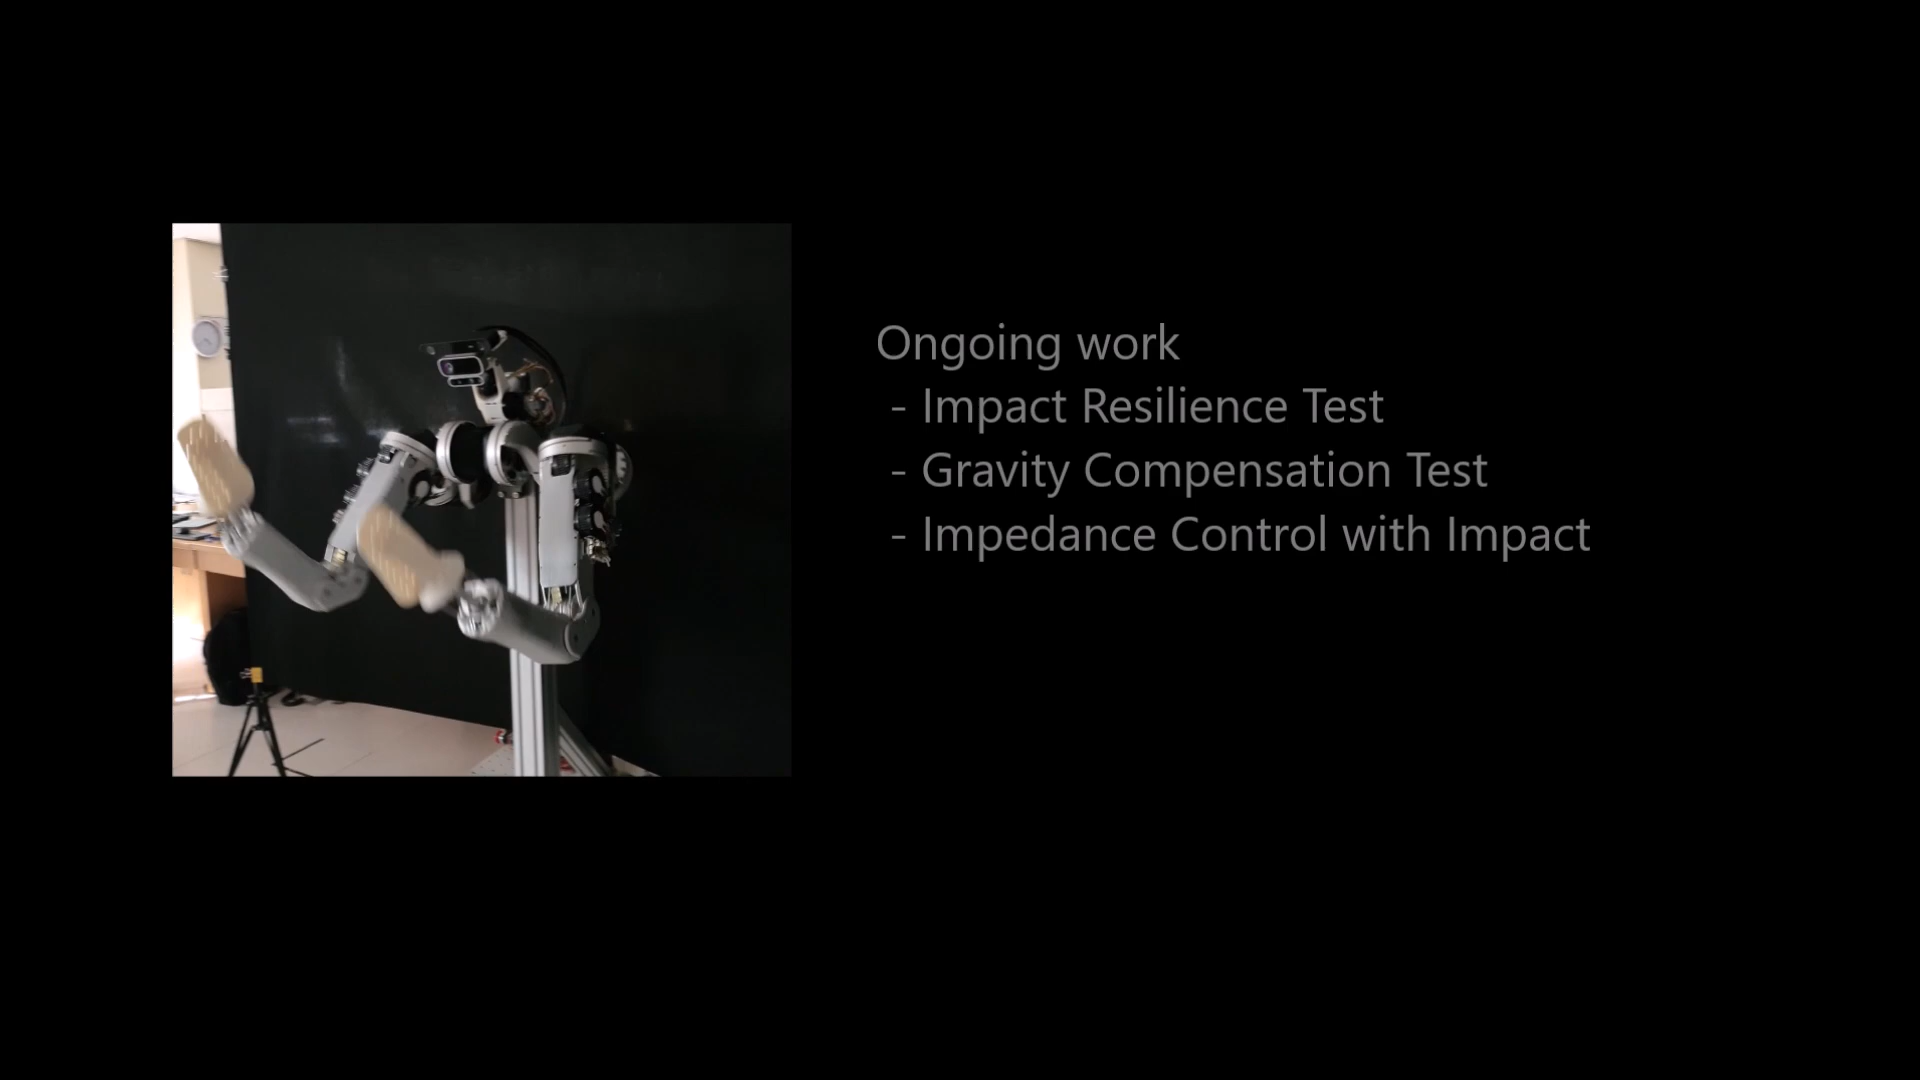 Ongoing work
- Impact Resilience Test
- Gravity Compensation Test
- Impedance Control with Impact